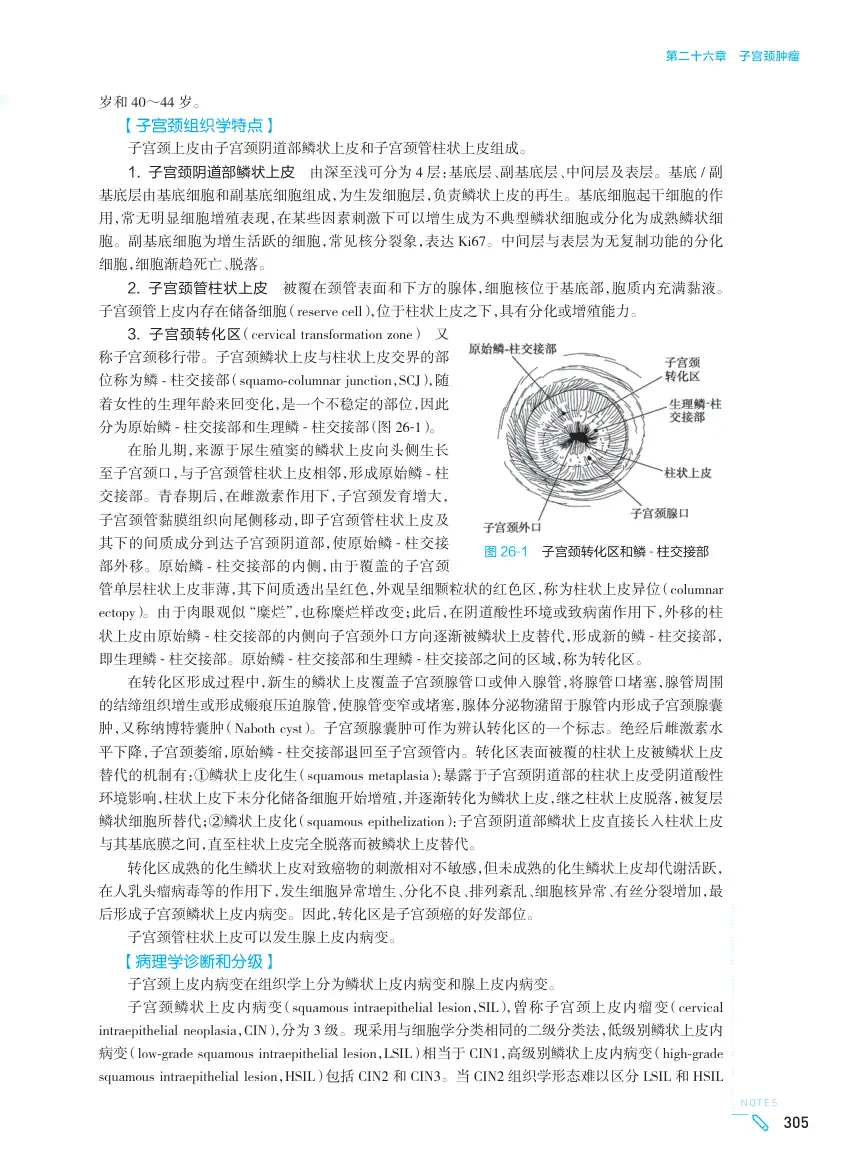 第二十六章 子宫颈肿瘤
岁和 40～44 岁。
【子宫颈组织学特点】
子宫颈上皮由子宫颈阴道部鳞状上皮和子宫颈管柱状上皮组成。
1. 子宫颈阴道部鳞状上皮 由深至浅可分为 4 层：基底层、副基底层、中间层及表层。基底 / 副
基底层由基底细胞和副基底细胞组成，为生发细胞层，负责鳞状上皮的再生。基底细胞起干细胞的作
用，常无明显细胞增殖表现，在某些因素刺激下可以增生成为不典型鳞状细胞或分化为成熟鳞状细
胞。副基底细胞为增生活跃的细胞，常见核分裂象，表达 Ki67。中间层与表层为无复制功能的分化
细胞，细胞渐趋死亡、脱落。
2. 子宫颈管柱状上皮 被覆在颈管表面和下方的腺体，细胞核位于基底部，胞质内充满黏液。
子宫颈管上皮内存在储备细胞（reserve cell），位于柱状上皮之下，具有分化或增殖能力。
3. 子宫颈转化区（cervical transformation zone） 又
称子宫颈移行带。子宫颈鳞状上皮与柱状上皮交界的部
位称为鳞 - 柱交接部（squamo-columnar junction，SCJ），随
着女性的生理年龄来回变化，是一个不稳定的部位，因此
分为原始鳞 - 柱交接部和生理鳞 - 柱交接部（图 26-1）。
在胎儿期，来源于尿生殖窦的鳞状上皮向头侧生长
至子宫颈口，与子宫颈管柱状上皮相邻，形成原始鳞 - 柱
交接部。青春期后，在雌激素作用下，子宫颈发育增大，
子宫颈管黏膜组织向尾侧移动，即子宫颈管柱状上皮及
其下的间质成分到达子宫颈阴道部，使原始鳞 - 柱交接
部外移。原始鳞 - 柱交接部的内侧，由于覆盖的子宫颈
原始鳞-柱交接部
子宫颈
转化区
生理鳞-柱
交接部
柱状上皮
子宫颈腺口
子宫颈外口
图 26-1 子宫颈转化区和鳞 - 柱交接部
管单层柱状上皮菲薄，其下间质透出呈红色，外观呈细颗粒状的红色区，称为柱状上皮异位（columnar
ectopy）。由于肉眼观似“糜烂”，也称糜烂样改变；此后，在阴道酸性环境或致病菌作用下，外移的柱
状上皮由原始鳞 - 柱交接部的内侧向子宫颈外口方向逐渐被鳞状上皮替代，形成新的鳞 - 柱交接部，
即生理鳞 - 柱交接部。原始鳞 - 柱交接部和生理鳞 - 柱交接部之间的区域，称为转化区。
在转化区形成过程中，新生的鳞状上皮覆盖子宫颈腺管口或伸入腺管，将腺管口堵塞，腺管周围
的结缔组织增生或形成瘢痕压迫腺管，使腺管变窄或堵塞，腺体分泌物潴留于腺管内形成子宫颈腺囊
肿，又称纳博特囊肿（Naboth cyst）。子宫颈腺囊肿可作为辨认转化区的一个标志。绝经后雌激素水
平下降，子宫颈萎缩，原始鳞 - 柱交接部退回至子宫颈管内。转化区表面被覆的柱状上皮被鳞状上皮
替代的机制有：①鳞状上皮化生（squamous metaplasia）：暴露于子宫颈阴道部的柱状上皮受阴道酸性
环境影响，柱状上皮下未分化储备细胞开始增殖，并逐渐转化为鳞状上皮，继之柱状上皮脱落，被复层
鳞状细胞所替代；②鳞状上皮化（squamous epithelization）：子宫颈阴道部鳞状上皮直接长入柱状上皮
与其基底膜之间，直至柱状上皮完全脱落而被鳞状上皮替代。
转化区成熟的化生鳞状上皮对致癌物的刺激相对不敏感，但未成熟的化生鳞状上皮却代谢活跃，
在人乳头瘤病毒等的作用下，发生细胞异常增生、分化不良、排列紊乱、细胞核异常、有丝分裂增加，最
后形成子宫颈鳞状上皮内病变。因此，转化区是子宫颈癌的好发部位。
子宫颈管柱状上皮可以发生腺上皮内病变。
【病理学诊断和分级】
子宫颈上皮内病变在组织学上分为鳞状上皮内病变和腺上皮内病变。
子宫颈鳞状上皮内病变（squamous intraepithelial lesion，SIL），曾称子宫颈上皮内瘤变（cervical
intraepithelial neoplasia，CIN），分为 3 级。现采用与细胞学分类相同的二级分类法，低级别鳞状上皮内
病变（low-grade squamous intraepithelial lesion，LSIL）相当于 CIN1，高级别鳞状上皮内病变（high-grade
squamous intraepithelial lesion，HSIL）包括 CIN2 和 CIN3。当 CIN2 组织学形态难以区分 LSIL 和 HSIL
NOTES
305